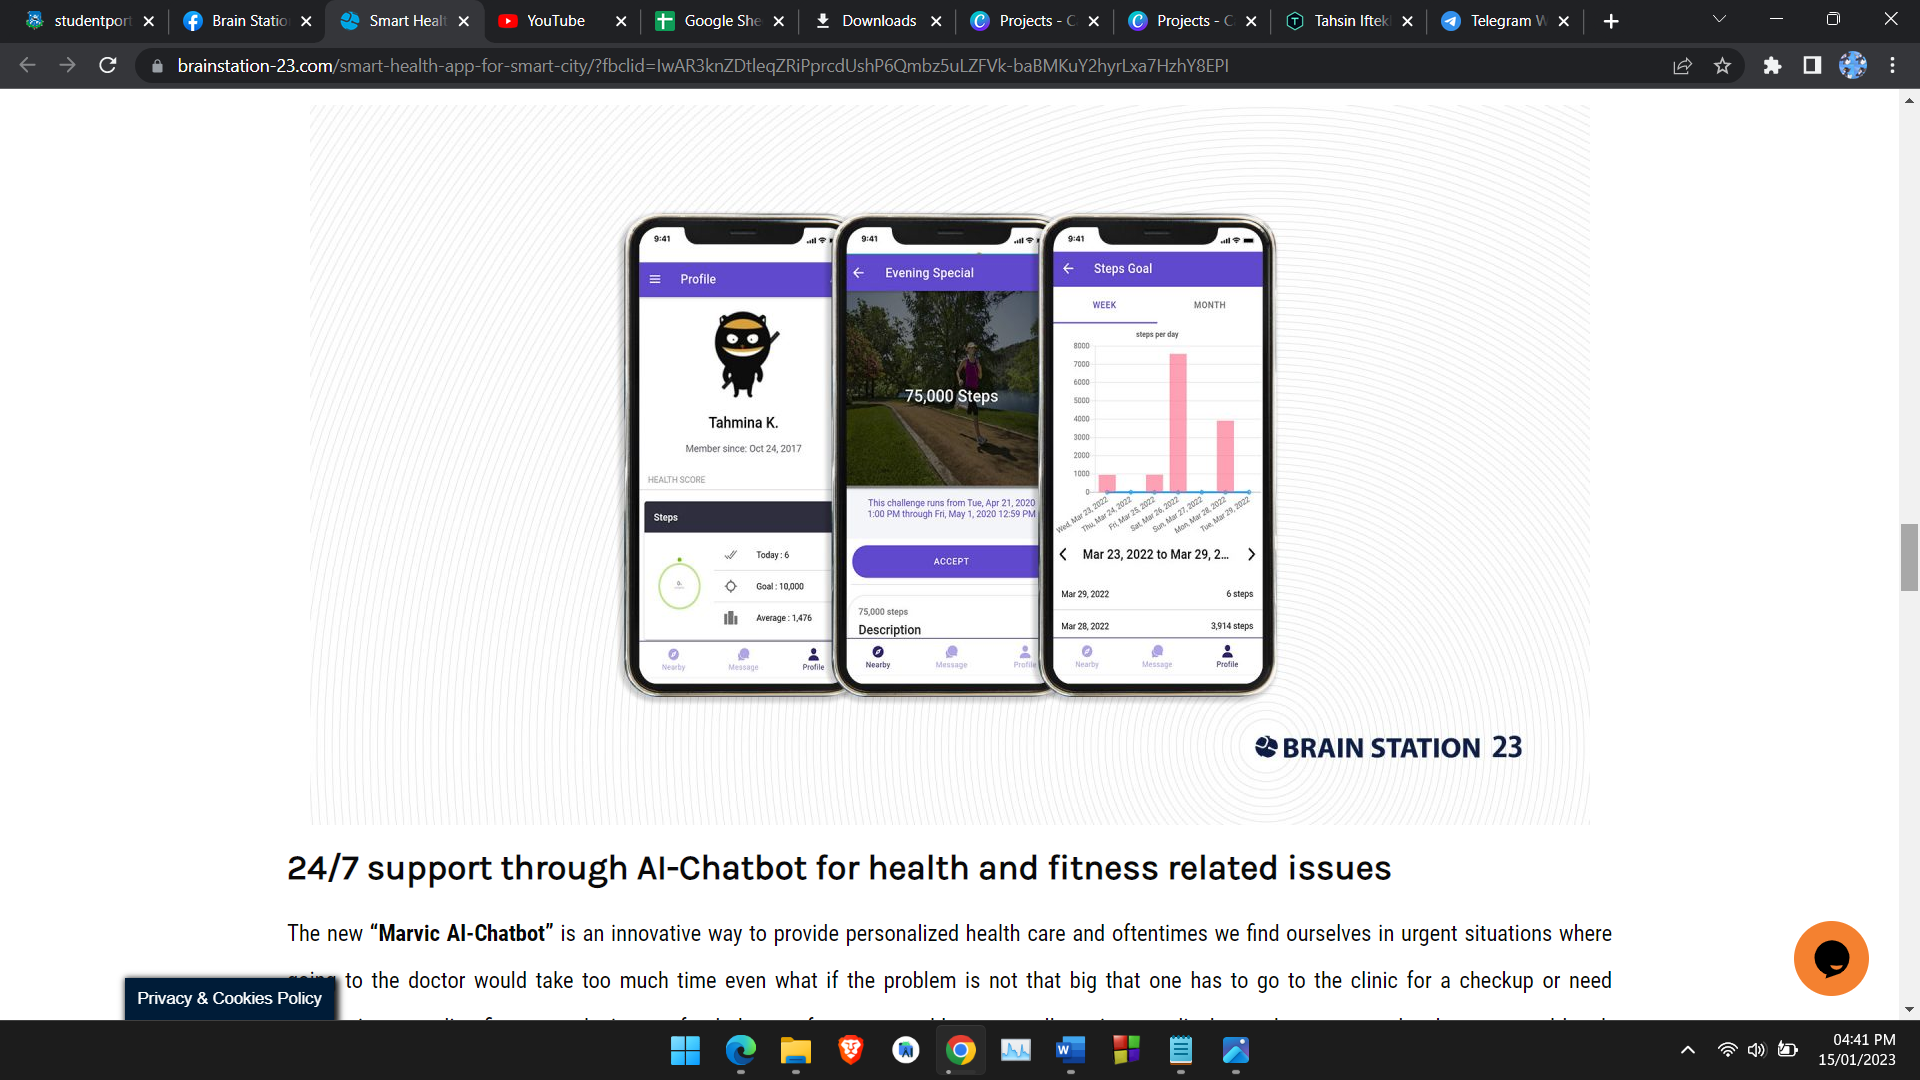 studentport
Brain Statio
Smart Healt
YouTube
Google She
Downloads
Projects - C
Projects - C
Tahsin Iftek
Telegram W
brainstation-23.com/smart-health-app-for-smart-city/?fbclid=IwAR3knZDtleqZRiPprcdUshP6Qmbz5uLZFVk-baBMKuY2hyrLxa7HzhY8EPI
9:41
Profile
Tahmina K.
Member since: Oct 24, 2017
HEALTH SCORE
Steps
Today : 6
Goal : 10,000
Average : 1,476
Nearby
Message
Profile
9:41
Evening Special
75,000 Steps
This challenge runs from Tue, Apr 21, 2020
1:00 PM through Fri, May 1, 2020 12:59 PM
ACCEPT
75,000 steps
Description
Nearby
Message
Profile
9:41
Steps Goal
WEEK
MONTH
steps per day
8000
7000
6000
5000
4000
3000
2000
1000
0
Wed, Mar 23, 2022
Thu, Mar 24, 2022
Fri, Mar 25, 2022
Sat, Mar 26, 2022
Sun, Mar 27, 2022
Mon, Mar 28, 2022
Tue, Mar 29, 2022
Mar 23, 2022 to Mar 29, 2...
Mar 29, 2022 6 steps
Mar 28, 2022 3,914 steps
Nearby
Message
Profile
BRAIN STATION 23
24/7 support through AI-Chatbot for health and fitness related issues
The new “Marvic AI-Chatbot” is an innovative way to provide personalized health care and oftentimes we find ourselves in urgent situations where
to the doctor would take too much time even what if the problem is not that big that one has to go to the clinic for a checkup or need
Privacy & Cookies Policy
04:41 PM
15/01/2023